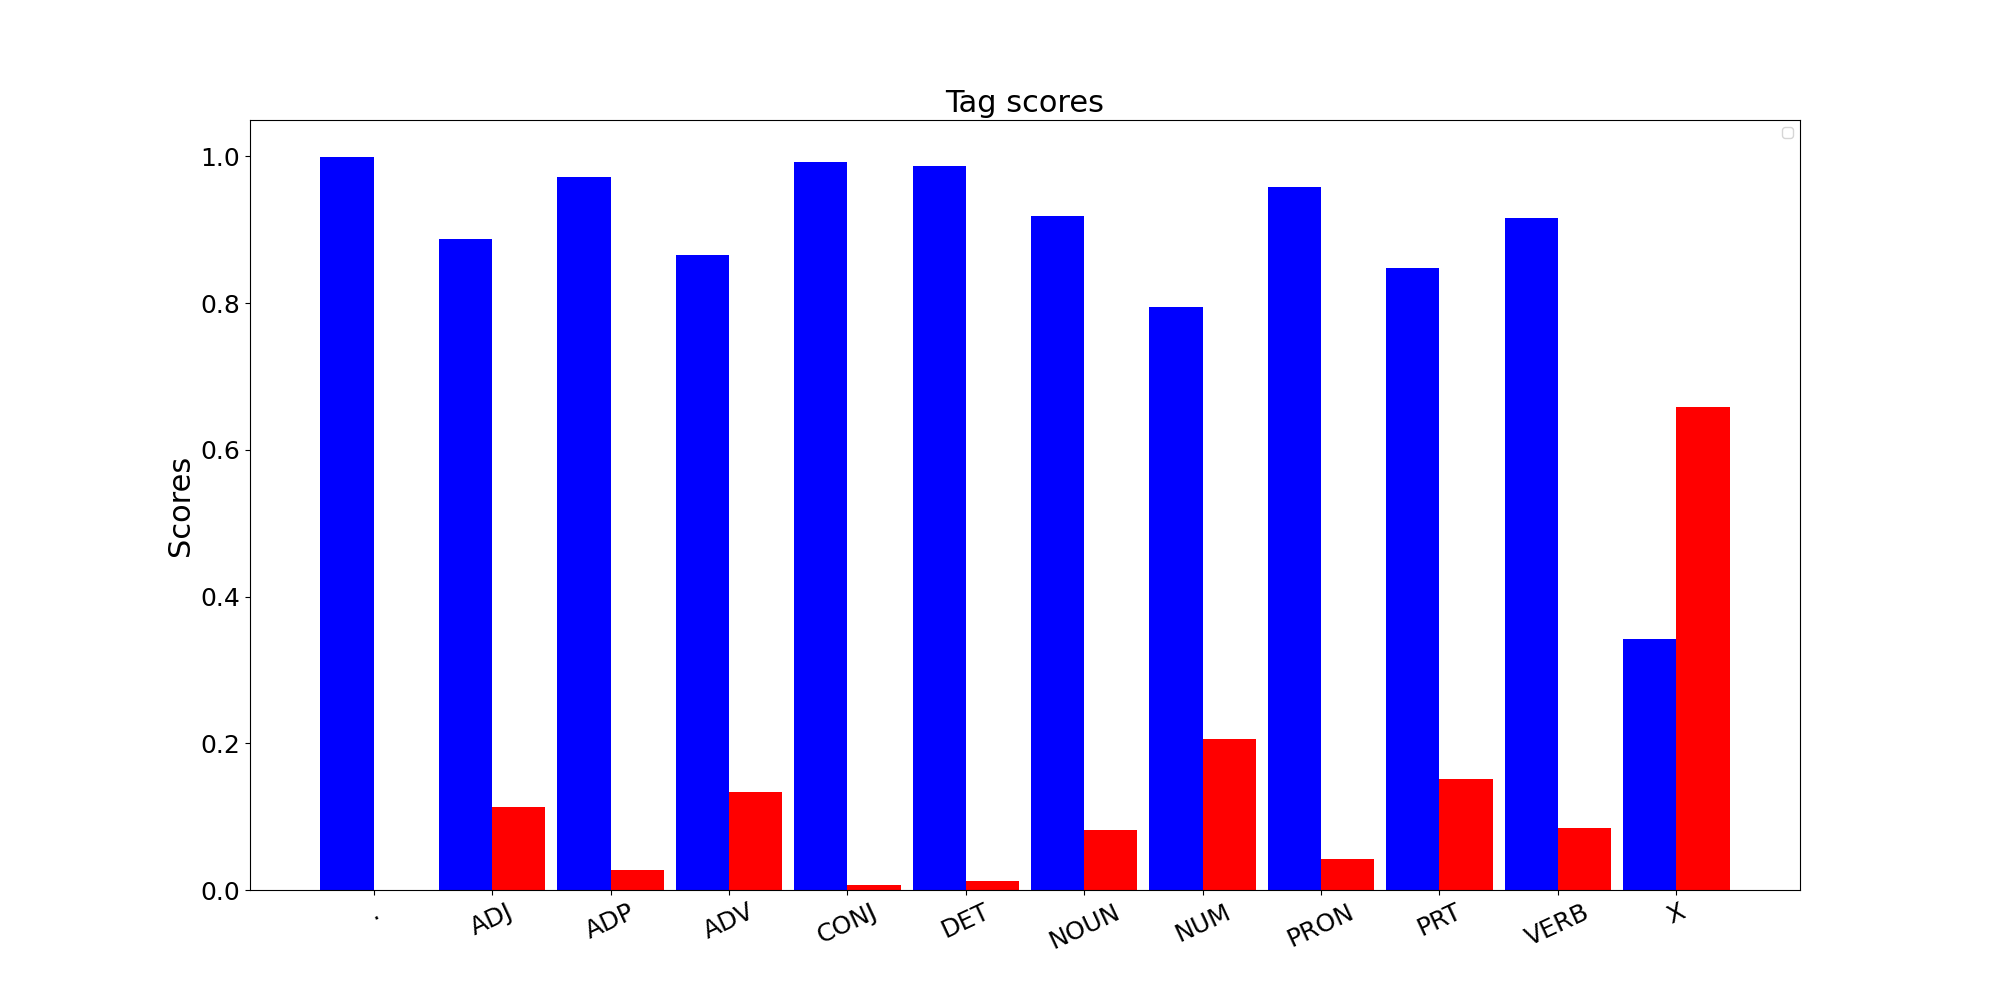 Tag scores
Scores
1.0
0.8
0.6
0.4
0.2
0.0
. ADJ ADP ADV CONJ DET NOUN NUM PRON PRT VERB X